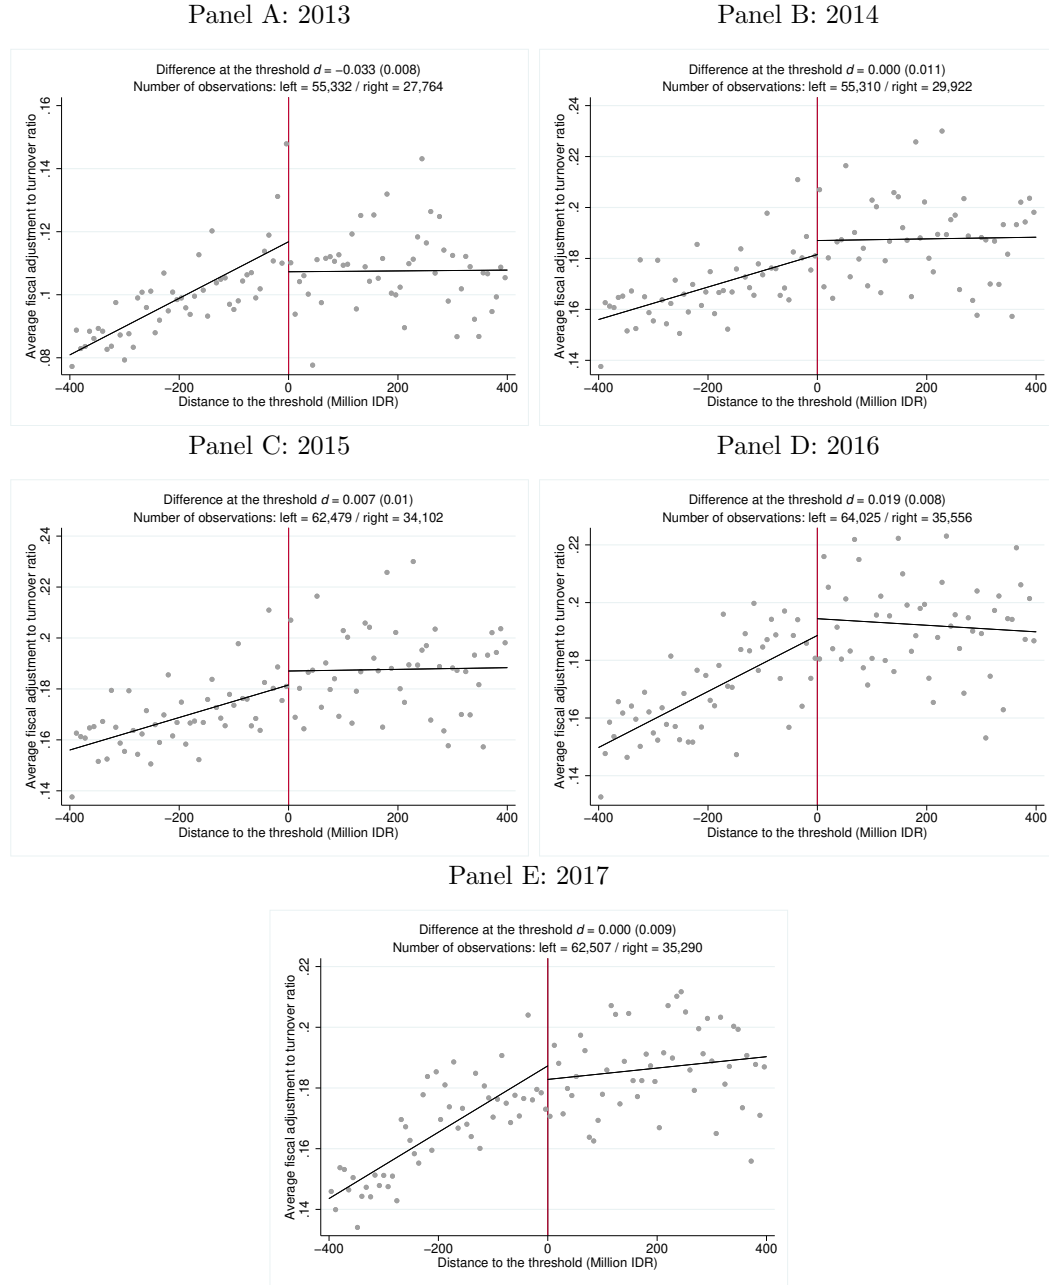 Panel A: 2013
Difference at the threshold d = −0.033 (0.008)
Number of observations: left = 55,332 / right = 27,764
Average fiscal adjustment to turnover ratio
.16
.14
.12
.1
.08
−400 −200 0 200 400
Distance to the threshold (Million IDR)
Panel B: 2014
Difference at the threshold d = 0.000 (0.011)
Number of observations: left = 55,310 / right = 29,922
Average fiscal adjustment to turnover ratio
.24
.22
.2
.18
.16
.14
−400 −200 0 200 400
Distance to the threshold (Million IDR)
Panel C: 2015
Difference at the threshold d = 0.007 (0.01)
Number of observations: left = 62,479 / right = 34,102
Average fiscal adjustment to turnover ratio
.24
.22
.2
.18
.16
.14
−400 −200 0 200 400
Distance to the threshold (Million IDR)
Panel D: 2016
Difference at the threshold d = 0.019 (0.008)
Number of observations: left = 64,025 / right = 35,556
Average fiscal adjustment to turnover ratio
.22
.2
.18
.16
.14
−400 −200 0 200 400
Distance to the threshold (Million IDR)
Panel E: 2017
Difference at the threshold d = 0.000 (0.009)
Number of observations: left = 62,507 / right = 35,290
Average fiscal adjustment to turnover ratio
.22
.2
.18
.16
.14
−400 −200 0 200 400
Distance to the threshold (Million IDR)